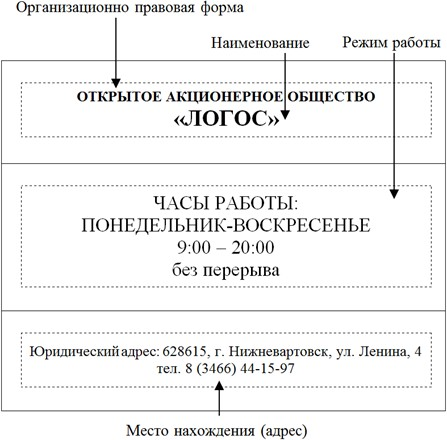 Организационно правовая форма
Наименование
Режим работы
ОТКРЫТОЕ АКЦИОНЕРНОЕ ОБЩЕСТВО
«ЛОГОС»
ЧАСЫ РАБОТЫ:
ПОНЕДЕЛЬНИК-ВОСКРЕСЕНЬЕ
9:00 – 20:00
без перерыва
Юридический адрес: 628615, г. Нижневартовск, ул. Ленина, 4
тел. 8 (3466) 44-15-97
Место нахождения (адрес)